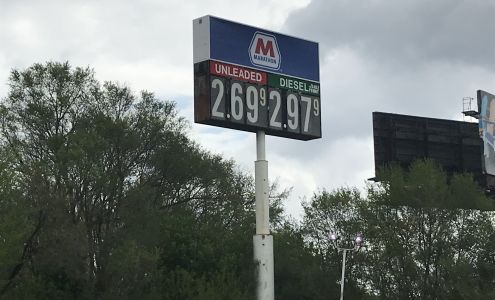 M
MARATHON
UNLEADED DIESEL
2.69 9 2.97 9